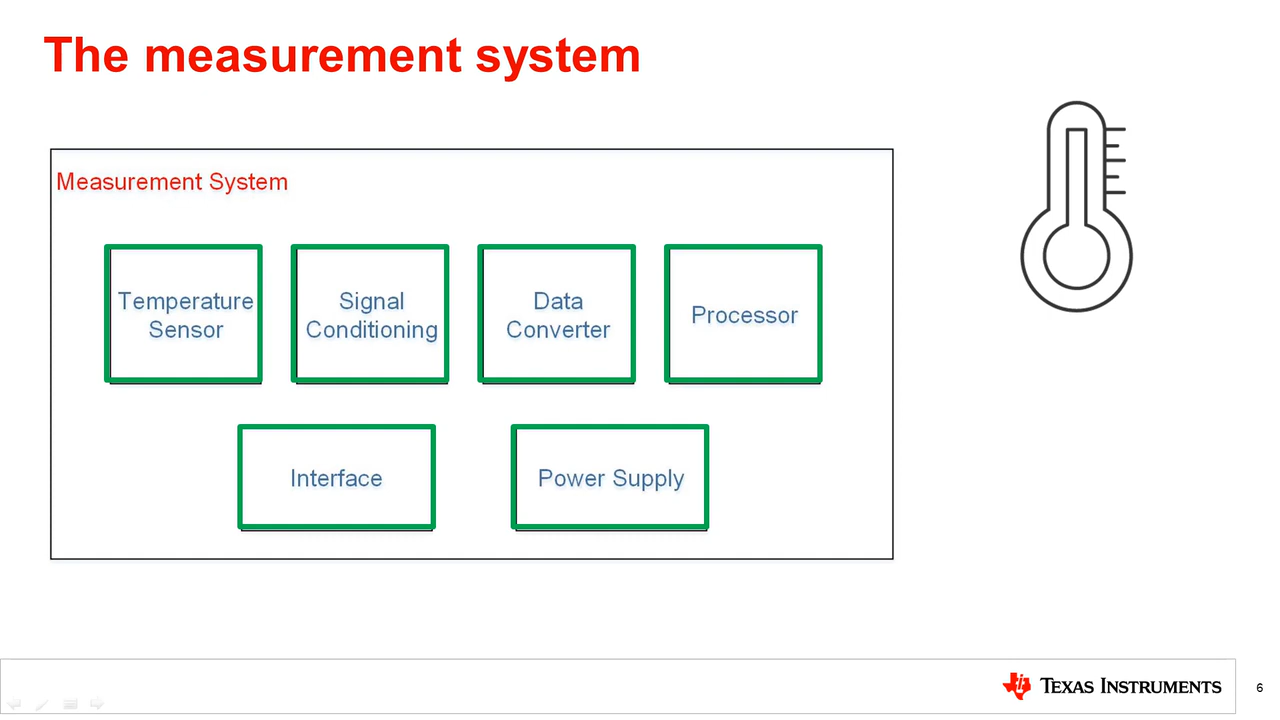 The measurement system
Measurement System
Temperature
Sensor
Signal
Conditioning
Data
Converter
Processor
Interface
Power Supply
TEXAS INSTRUMENTS
6